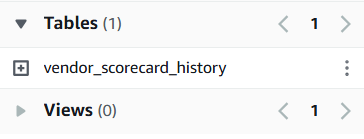 Tables (1) 1
vendor_scorecard_history
Views (0) 1